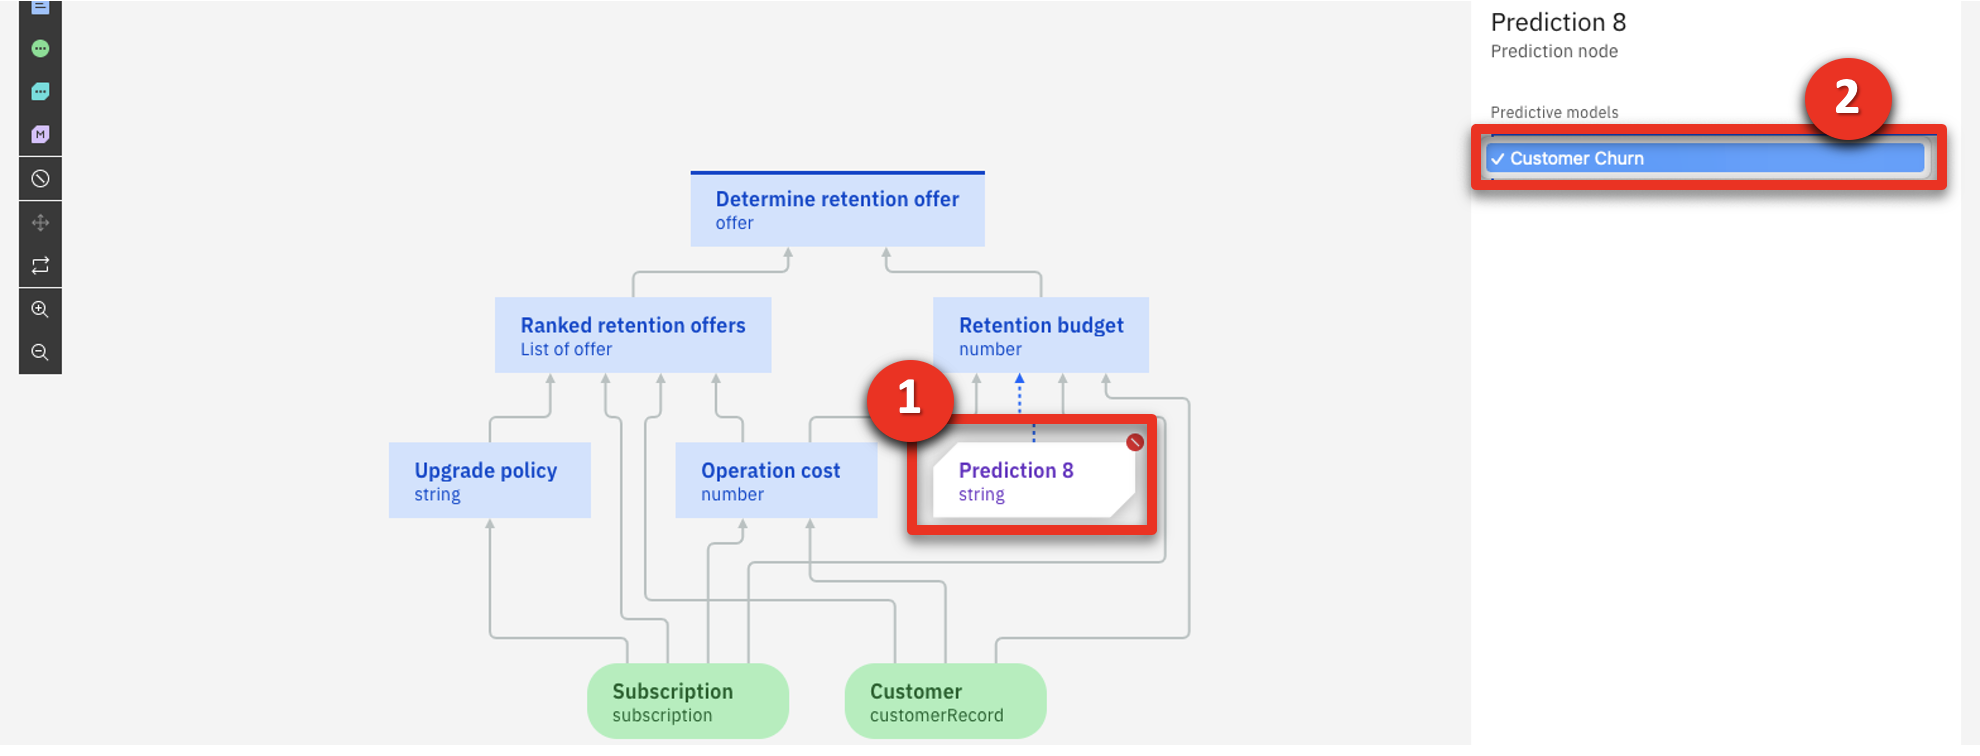 M
Prediction 8
Prediction node
Predictive models
2
✓ Customer Churn
Determine retention offer
offer
Ranked retention offers
List of offer
Retention budget
number
1
Upgrade policy
string
Operation cost
number
Prediction 8
string
Subscription
subscription
Customer
customerRecord